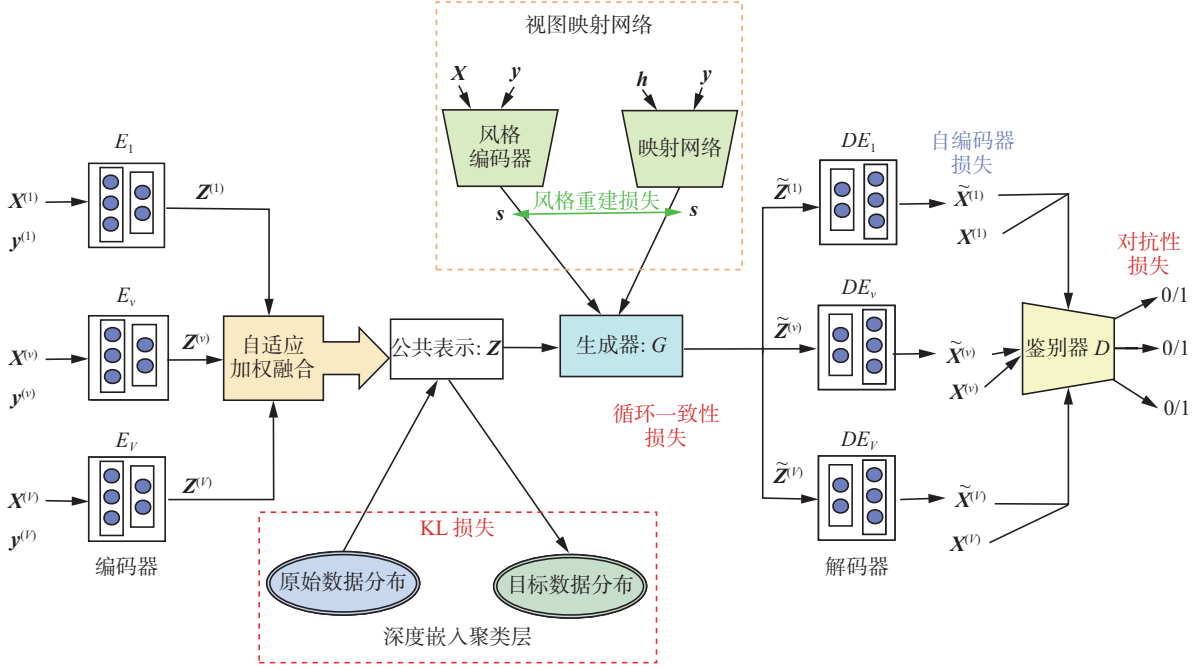 视图映射网络
X
y
h
y
风格
编码器
映射网络
风格重建损失
s
s
E₁
X⁽¹⁾
y⁽¹⁾
Z⁽¹⁾
Eᵥ
X⁽ᵛ⁾
y⁽ᵛ⁾
Z⁽ᵛ⁾
E_V
X⁽ⱽ⁾
y⁽ⱽ⁾
Z⁽ⱽ⁾
编码器
自适应
加权融合
公共表示: Z
生成器: G
循环一致性
损失
KL 损失
原始数据分布
目标数据分布
深度嵌入聚类层
Z̃⁽¹⁾
DE₁
自编码器
损失
X̃⁽¹⁾
X⁽¹⁾
Z̃⁽ᵛ⁾
DEᵥ
X̃⁽ᵛ⁾
X⁽ᵛ⁾
Z̃⁽ⱽ⁾
DE_V
X̃⁽ⱽ⁾
X⁽ⱽ⁾
解码器
对抗性
损失
鉴别器 D
0/1
0/1
0/1